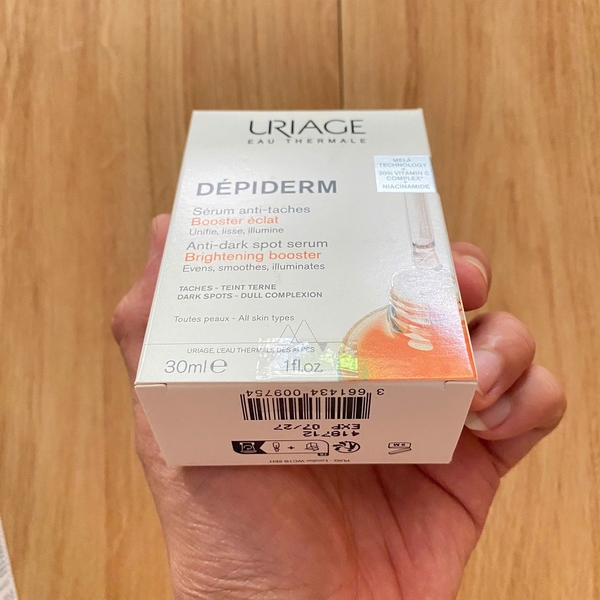 URIAGE
EAU THERMALE
MELA
TECHNOLOGY
+
30% VITAMIN C
COMPLEX*
+
NIACINAMIDE
DÉPIDERM
Sérum anti-taches
Booster éclat
Unifie, lisse, illumine
Anti-dark spot serum
Brightening booster
Evens, smoothes, illuminates
TACHES - TEINT TERNE
DARK SPOTS - DULL COMPLEXION
Toutes peaux - All skin types
URIAGE, L'EAU THERMALE DES ALPES
30ml e 1fl.oz.
3 661434 009754
EXP 07/27
418712
9 M
FR